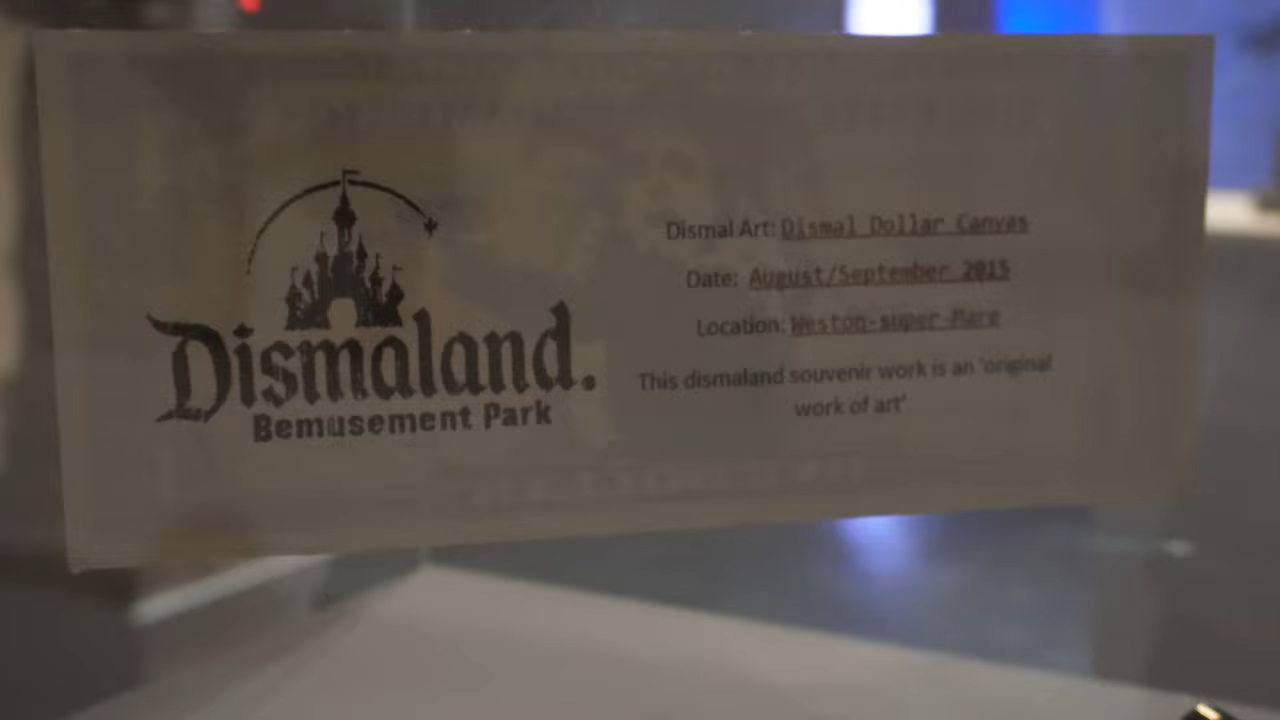 Dismaland.
Bemusement Park
Dismal Art: Dismal Dollar Canvas
Date: August/September 2015
Location: Weston-super-Mare
This dismaland souvenir work is an 'original
work of art'